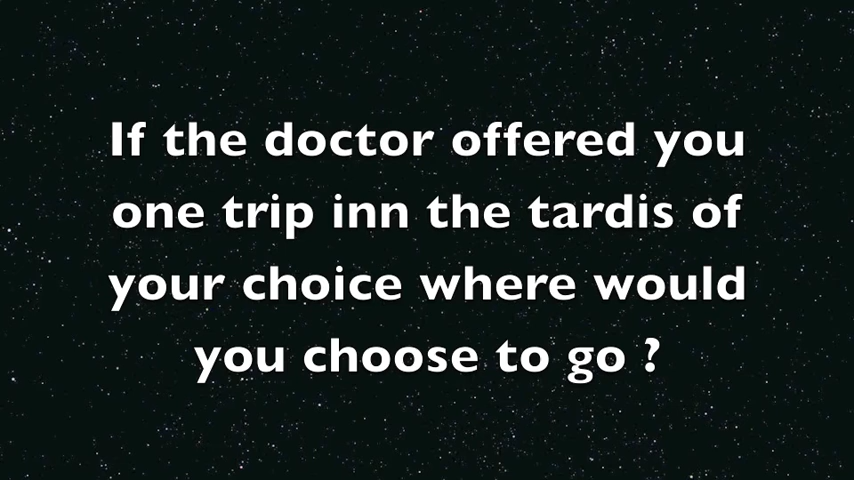 If the doctor offered you
one trip inn the tardis of
your choice where would
you choose to go ?